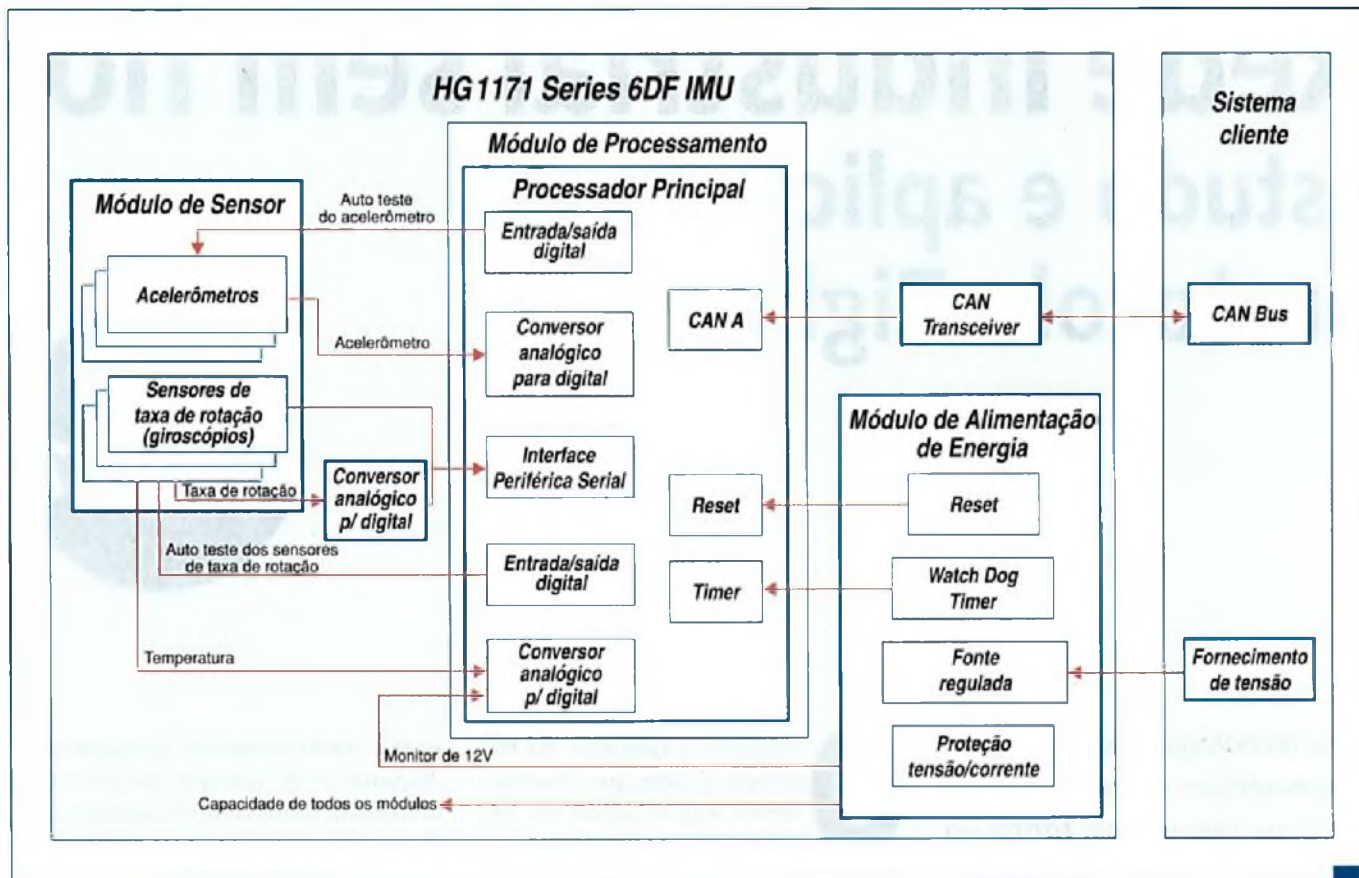 HG1171 Series 6DF IMU
Sistema
cliente
Módulo de Processamento
Processador Principal
Módulo de Sensor
Auto teste
do acelerômetro
Entrada/saída
digital
Acelerômetros
Acelerômetro
Conversor
analógico
para digital
CAN A
CAN
Transceiver
CAN Bus
Sensores de
taxa de rotação
(giroscópios)
Interface
Periférica Serial
Módulo de Alimentação
de Energia
Taxa de rotação
Conversor
analógico
p/ digital
Reset
Reset
Auto teste dos sensores
de taxa de rotação
Entrada/saída
digital
Timer
Watch Dog
Timer
Temperatura
Conversor
analógico
p/ digital
Fonte
regulada
Fornecimento
de tensão
Monitor de 12V
Proteção
tensão/corrente
Capacidade de todos os módulos